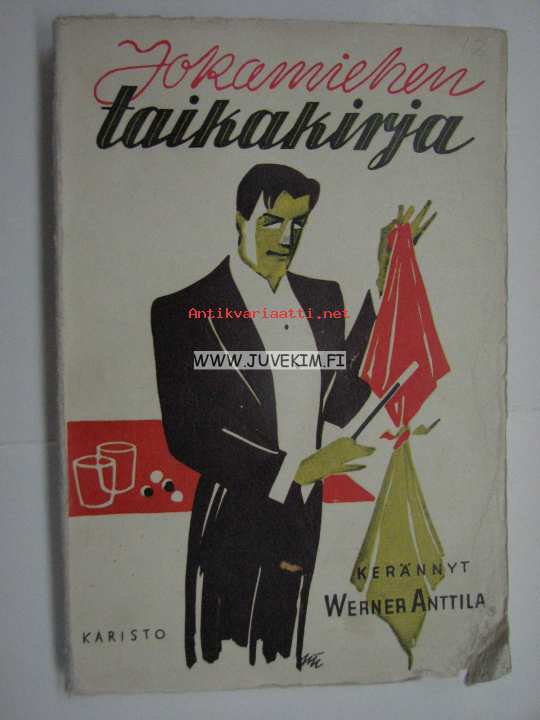 Jokamiehen
taikakirja
Antikvariaatti.net
WWW.JUVEKIM.FI
KERÄNNYT
WERNER ANTTILA
KARISTO